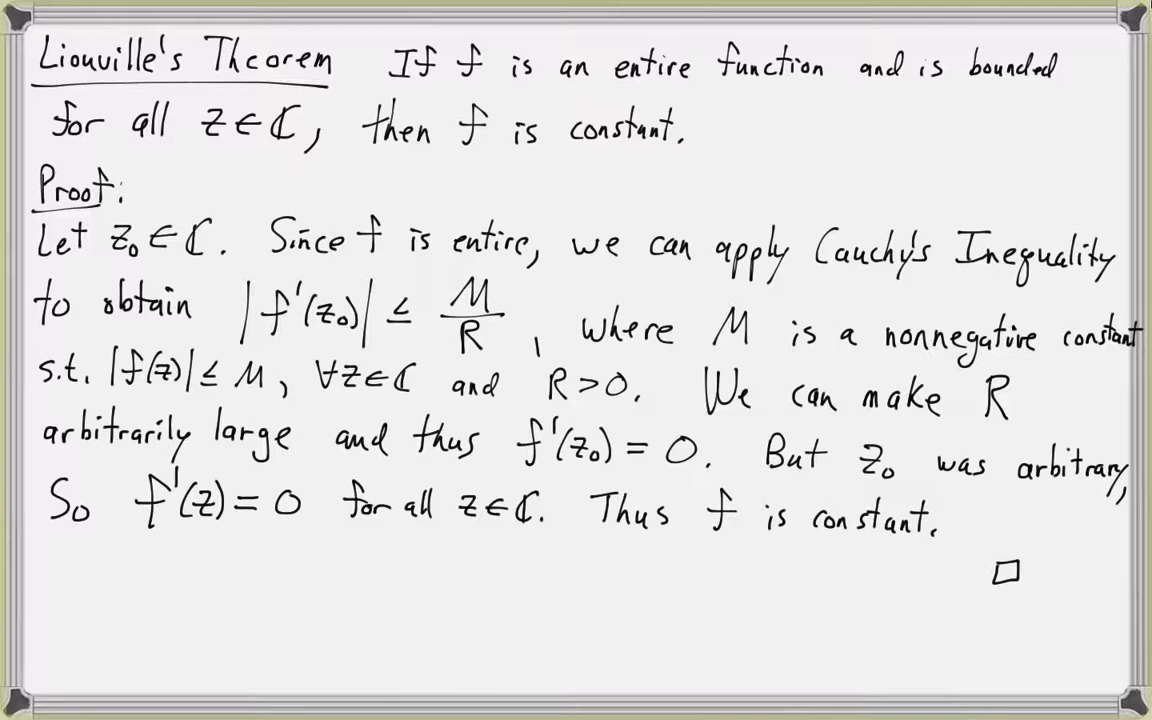 Liouville's Theorem If f is an entire function and is bounded
for all z ∈ ℂ, then f is constant.
Proof:
Let z₀ ∈ ℂ. Since f is entire, we can apply Cauchy's Inequality
to obtain |f'(z₀)| ≤ M/R, where M is a nonnegative constant
s.t. |f(z)| ≤ M, ∀z∈ℂ and R>0. We can make R
arbitrarily large and thus f'(z₀) = 0. But z₀ was arbitrary,
So f'(z) = 0 for all z∈ℂ. Thus f is constant.
□